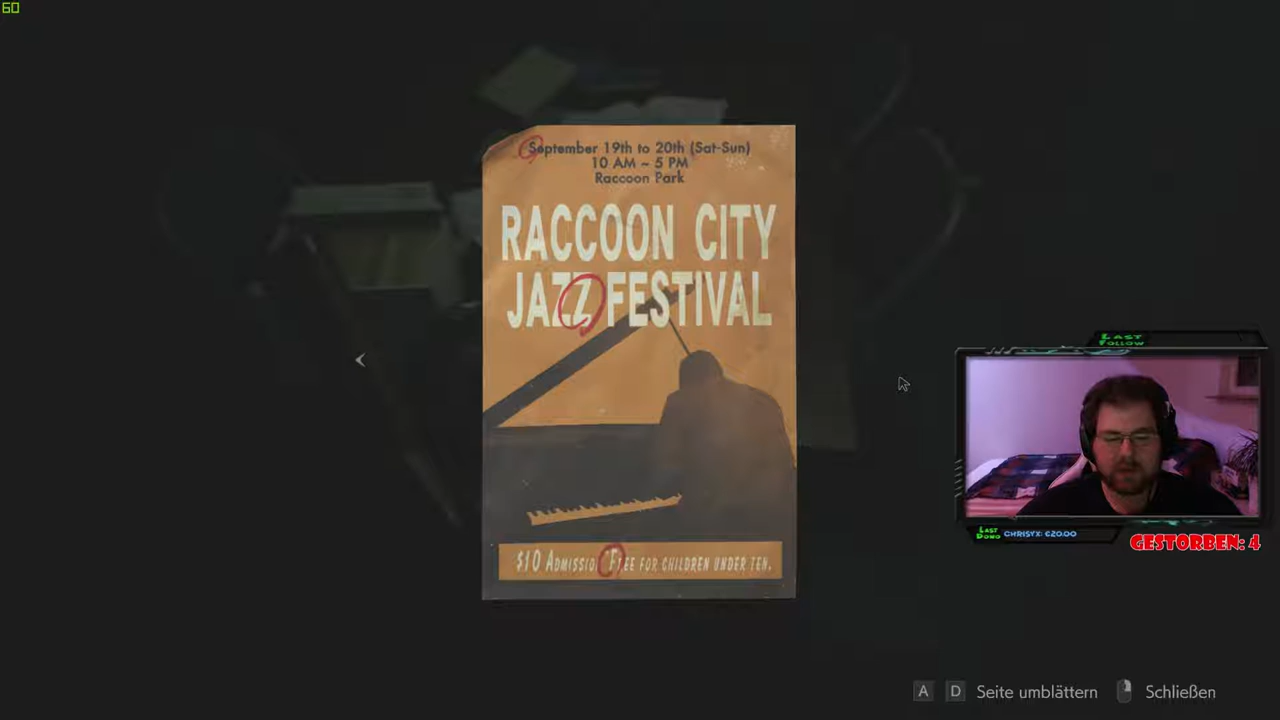 60
September 19th to 20th (Sat-Sun)
10 AM ~ 5 PM
Raccoon Park
RACCOON CITY
JAZZ FESTIVAL
$10 ADMISSION FREE FOR CHILDREN UNDER TEN.
LAST
FOLLOW
LAST
DONO
CHRISYX: €20.00
GESTORBEN: 4
A D Seite umblättern Schließen